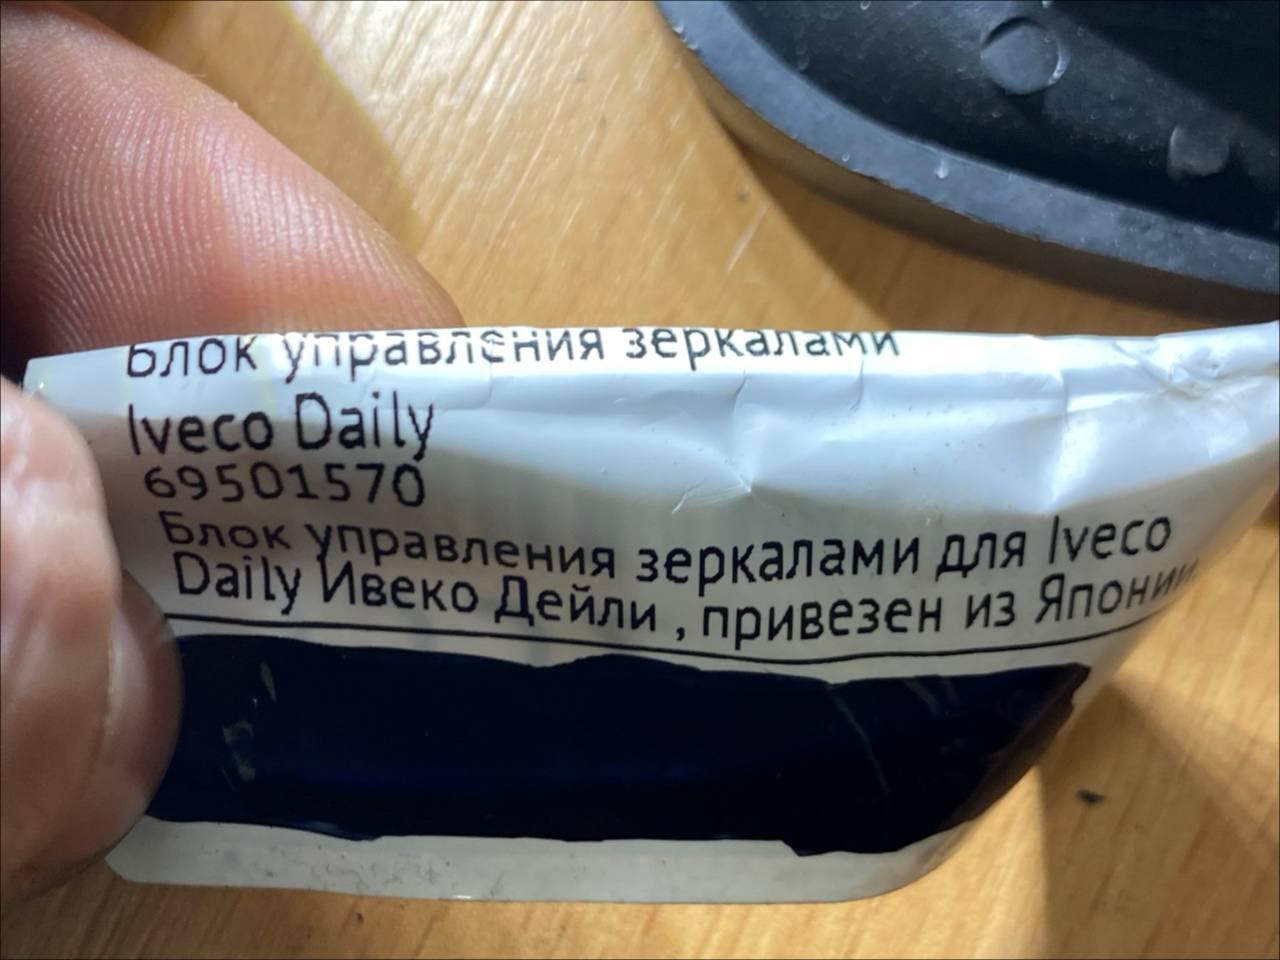 Блок управления зеркалами
Iveco Daily
69501570
Блок управления зеркалами для Iveco
Daily Ивеко Дейли , привезен из Японии